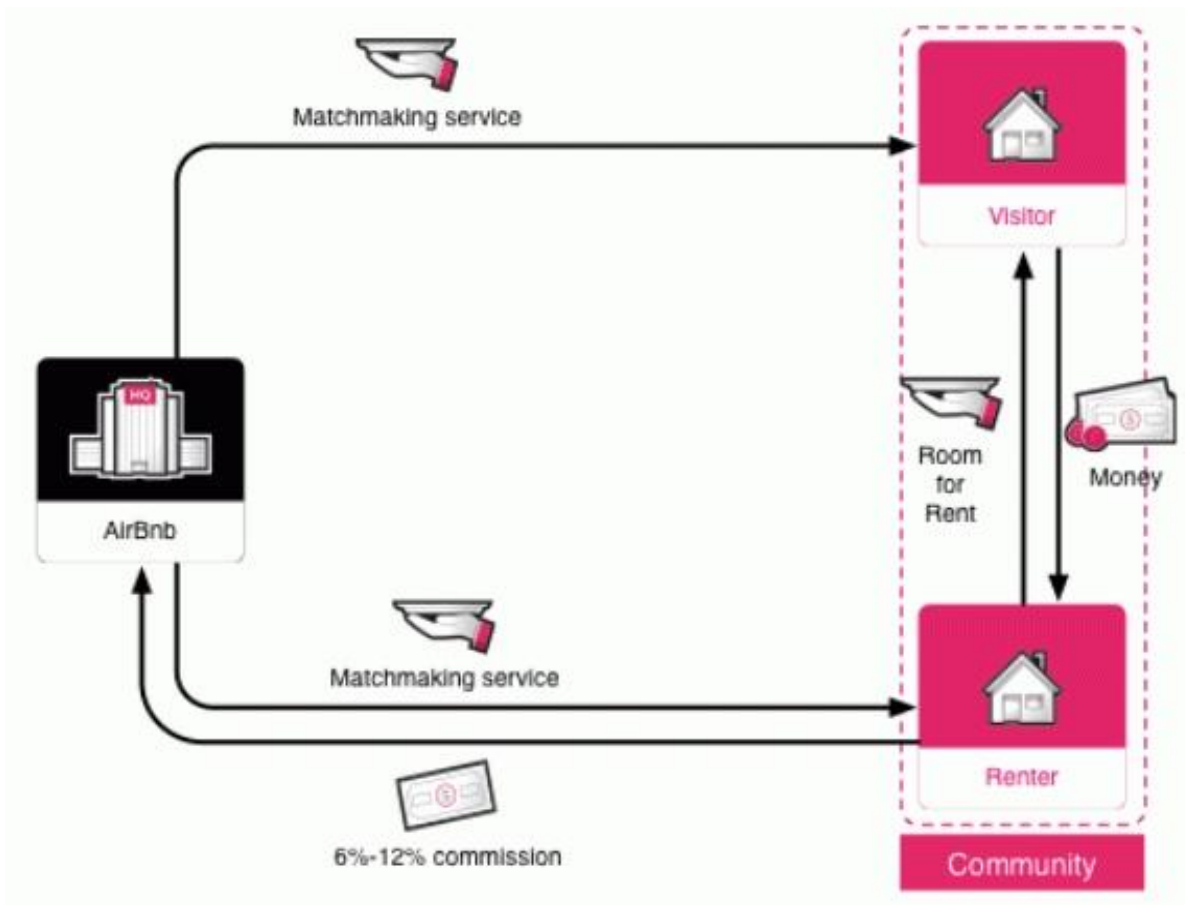 Matchmaking service
Visitor
HQ
AirBnb
Room
for
Rent
Money
Matchmaking service
Renter
6%-12% commission
Community